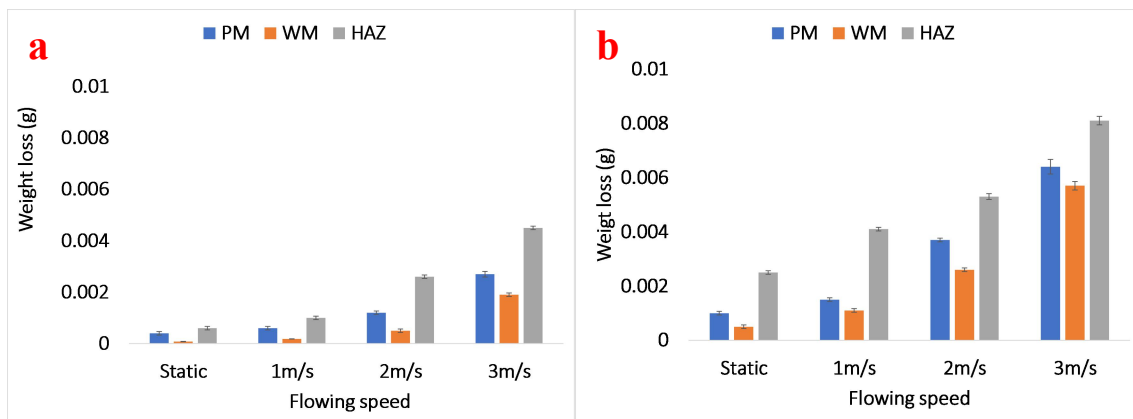 a
PM WM HAZ
Weight loss (g)
0.01
0.008
0.006
0.004
0.002
0
Static 1m/s 2m/s 3m/s
Flowing speed
b
PM WM HAZ
Weigt loss (g)
0.01
0.008
0.006
0.004
0.002
0
Static 1m/s 2m/s 3m/s
Flowing speed